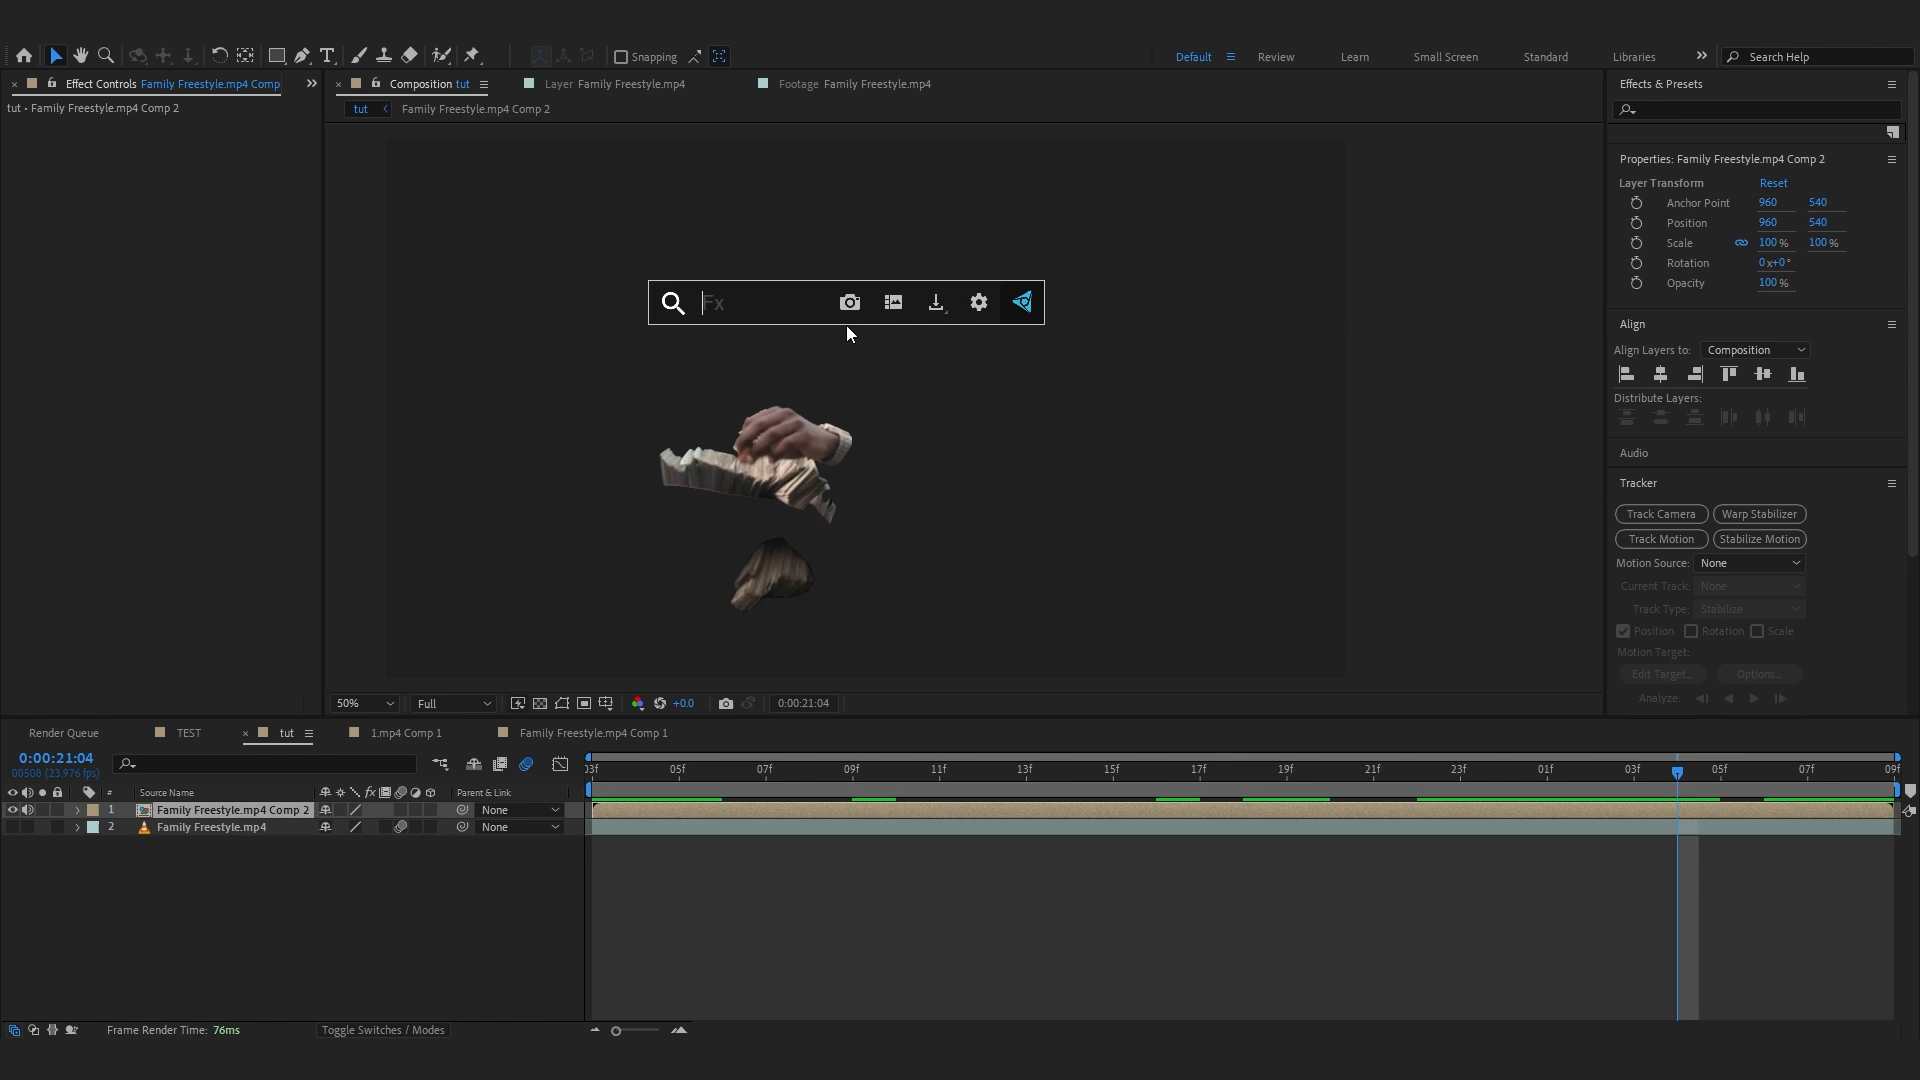 Snapping
Default
Review
Learn
Small Screen
Standard
Libraries
Search Help
Effect Controls Family Freestyle.mp4 Comp
Composition tut
Layer Family Freestyle.mp4
Footage Family Freestyle.mp4
Effects & Presets
tut • Family Freestyle.mp4 Comp 2
tut
Family Freestyle.mp4 Comp 2
Properties: Family Freestyle.mp4 Comp 2
Layer Transform
Reset
Anchor Point 960 540
Position 960 540
Scale 100 % 100 %
Rotation 0x+0°
Opacity 100 %
Fx
Align
Align Layers to: Composition
Distribute Layers:
Audio
Tracker
Track Camera
Warp Stabilizer
Track Motion
Stabilize Motion
Motion Source: None
Current Track: None
Track Type: Stabilize
Position
Rotation
Scale
Motion Target:
Edit Target...
Options...
Analyze:
50%
Full
+0.0
0:00:21:04
Render Queue
TEST
tut
1.mp4 Comp 1
Family Freestyle.mp4 Comp 1
0:00:21:04
00508 (23.976 fps)
03f 05f 07f 09f 11f 13f 15f 17f 19f 21f 23f 01f 03f 05f 07f 09f
# Source Name fx Parent & Link
1 Family Freestyle.mp4 Comp 2 None
2 Family Freestyle.mp4 None
Frame Render Time: 76ms
Toggle Switches / Modes